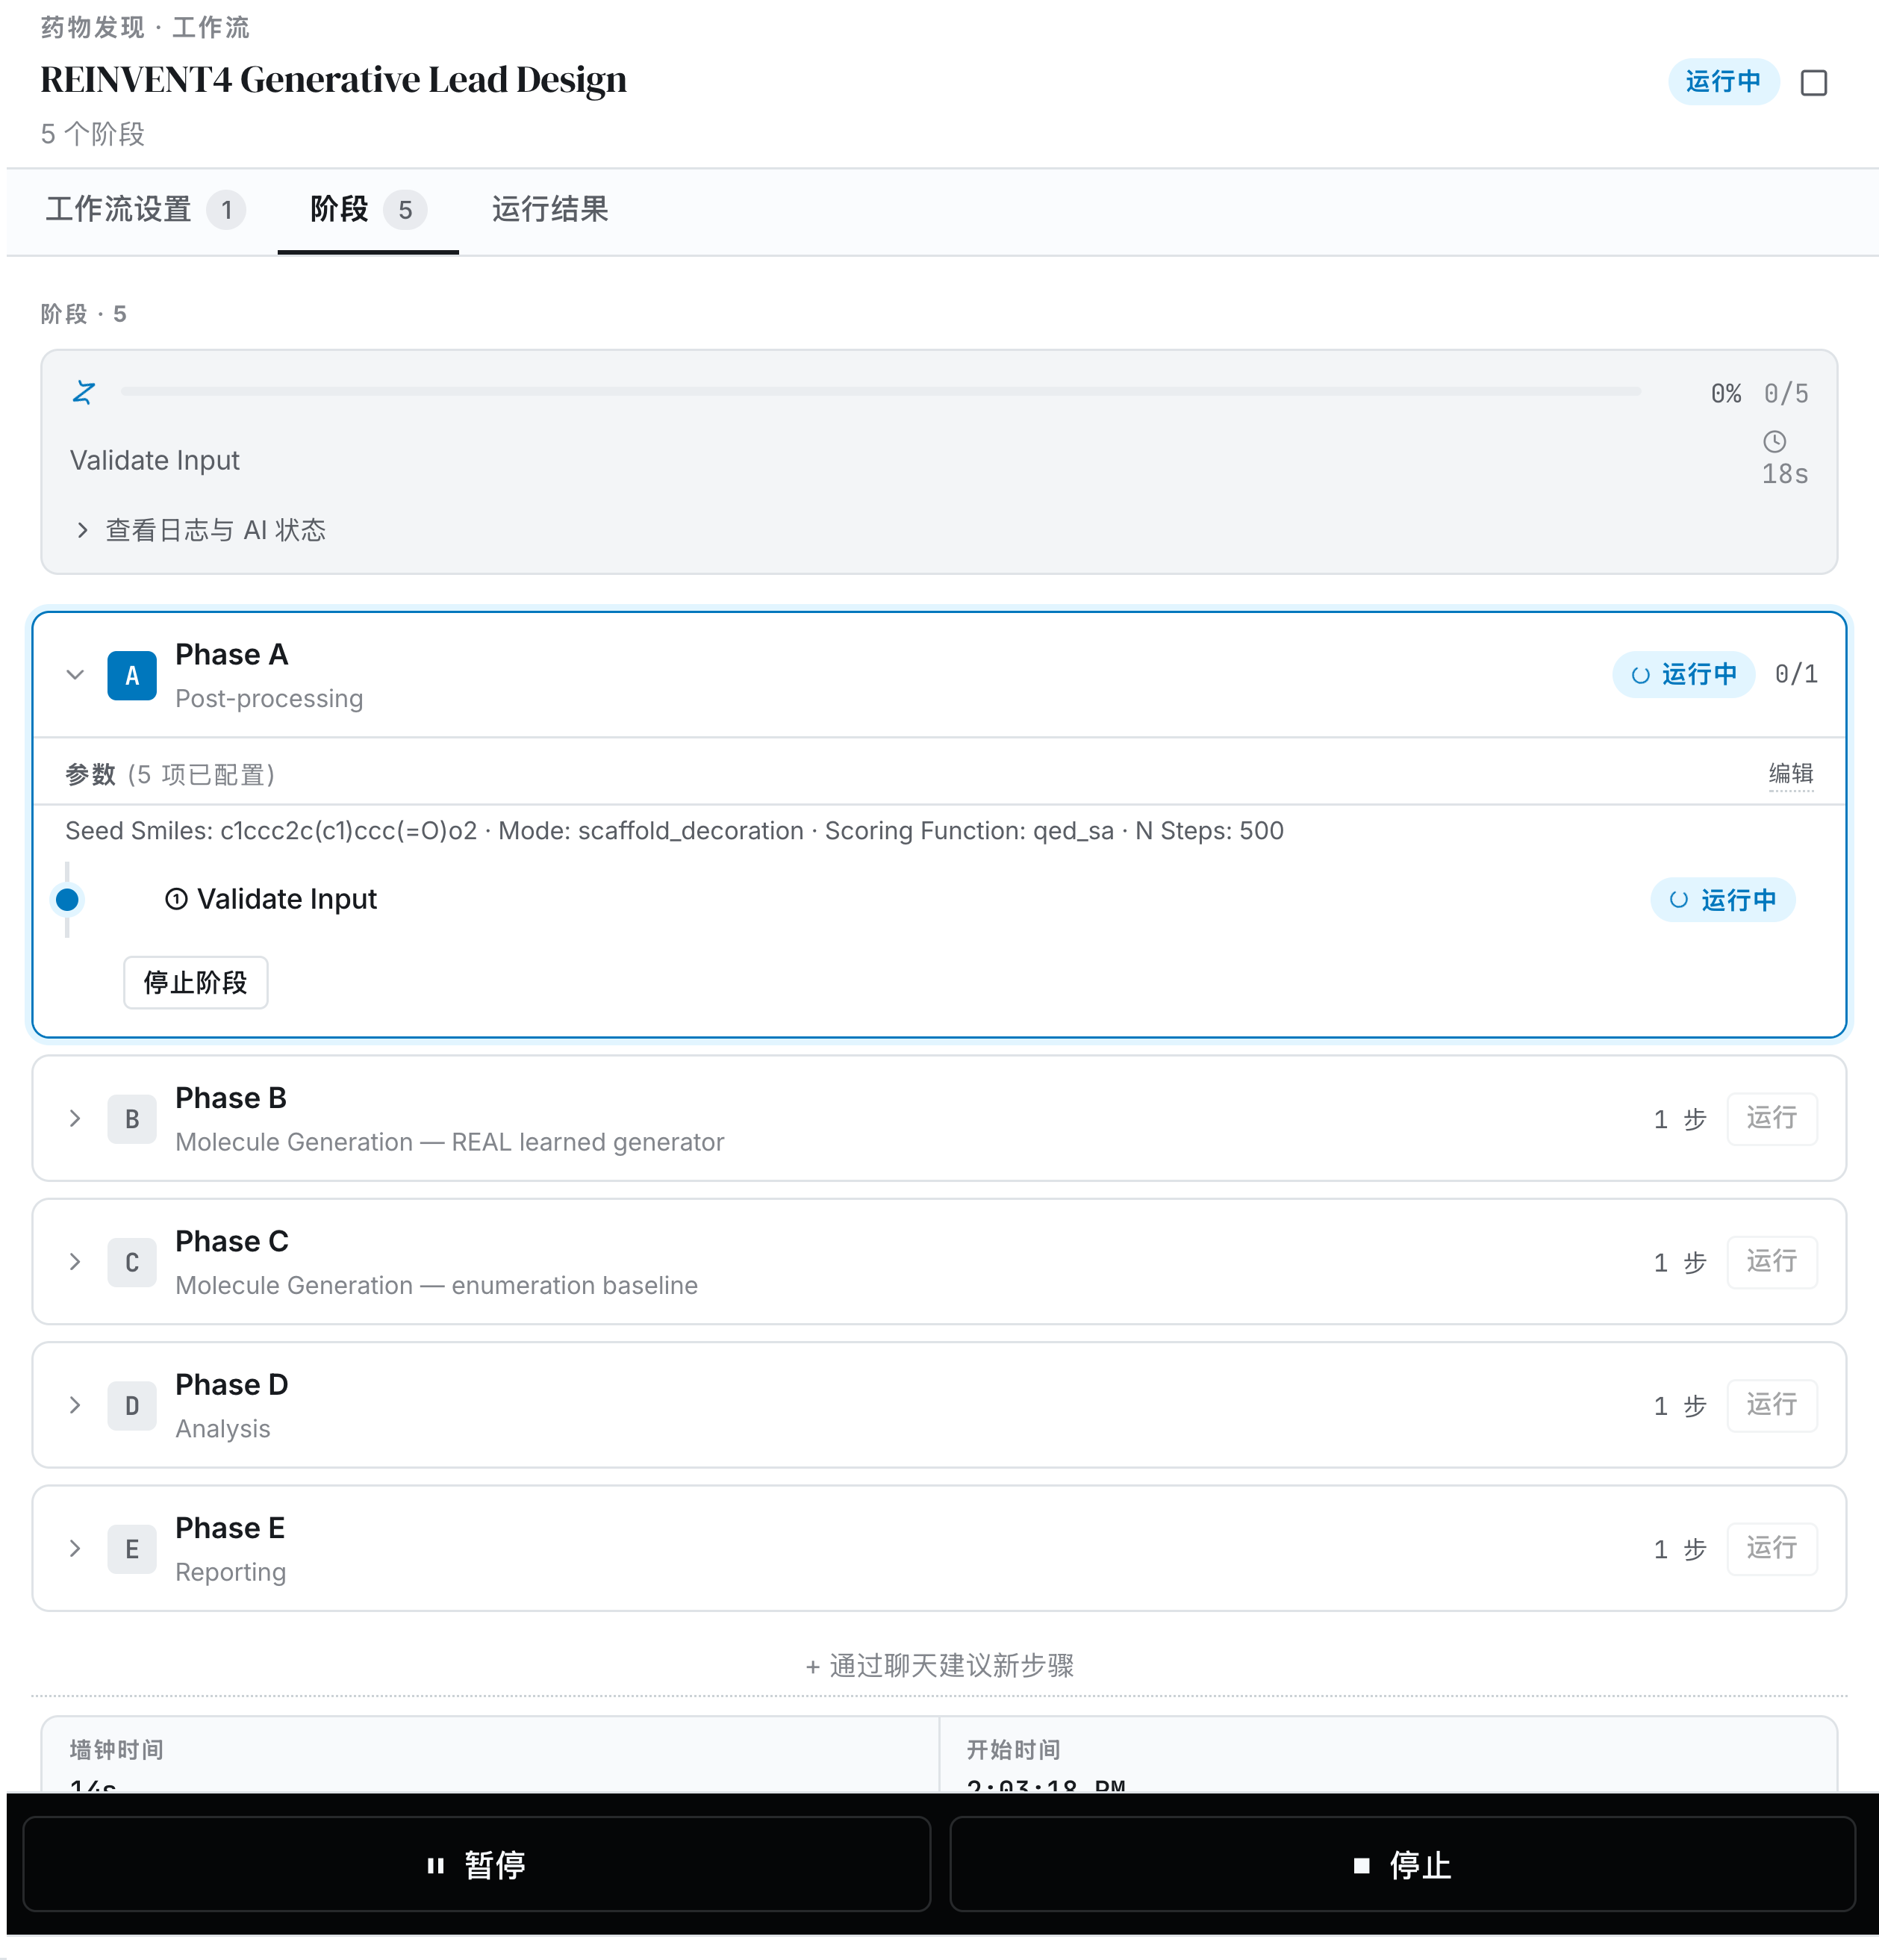 药物发现 · 工作流
REINVENT4 Generative Lead Design
运行中
5 个阶段
工作流设置 1
阶段 5
运行结果
阶段 · 5
0% 0/5
Validate Input
18s
查看日志与 AI 状态
A
Phase A
Post-processing
运行中 0/1
参数 (5 项已配置)
编辑
Seed Smiles: c1ccc2c(c1)ccc(=O)o2 · Mode: scaffold_decoration · Scoring Function: qed_sa · N Steps: 500
① Validate Input
运行中
停止阶段
B
Phase B
Molecule Generation — REAL learned generator
1 步 运行
C
Phase C
Molecule Generation — enumeration baseline
1 步 运行
D
Phase D
Analysis
1 步 运行
E
Phase E
Reporting
1 步 运行
+ 通过聊天建议新步骤
墙钟时间
14s
开始时间
2:03:18 PM
暂停
停止